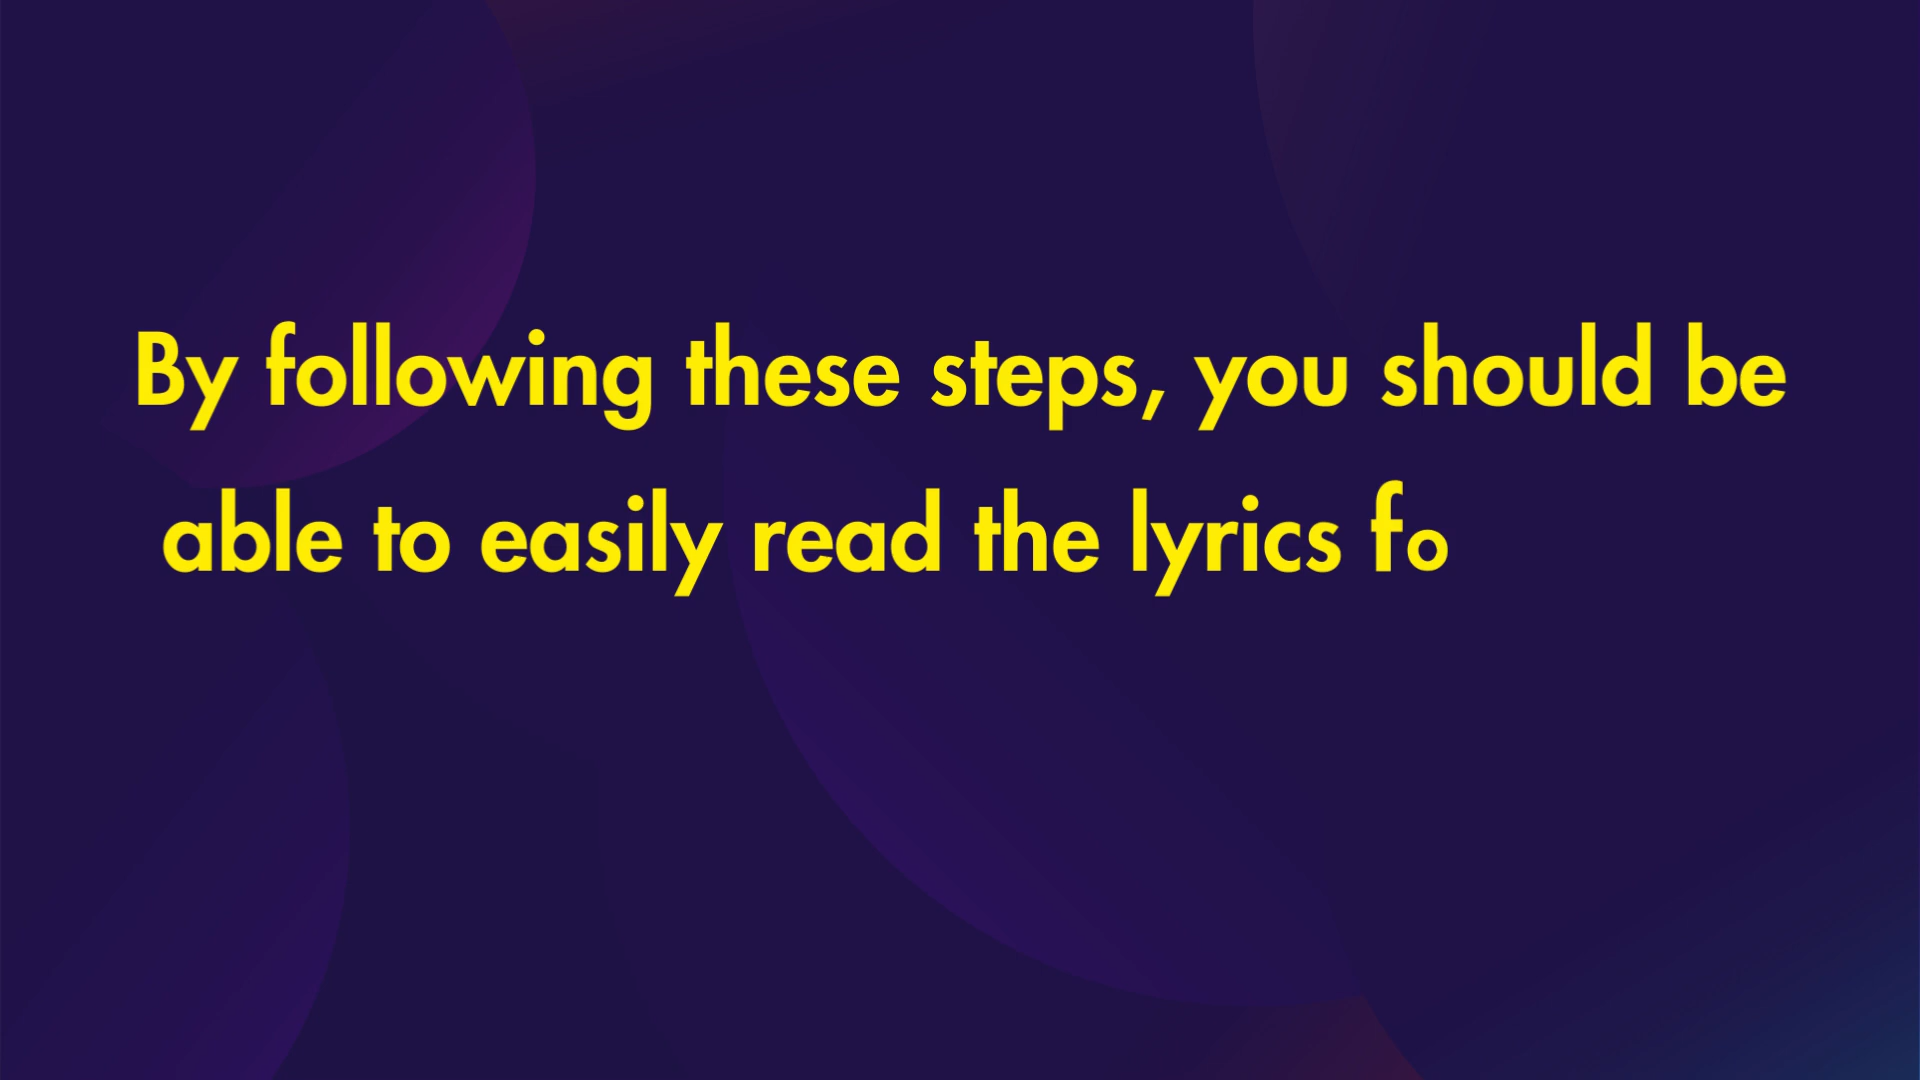 By following these steps, you should be
able to easily read the lyrics fo